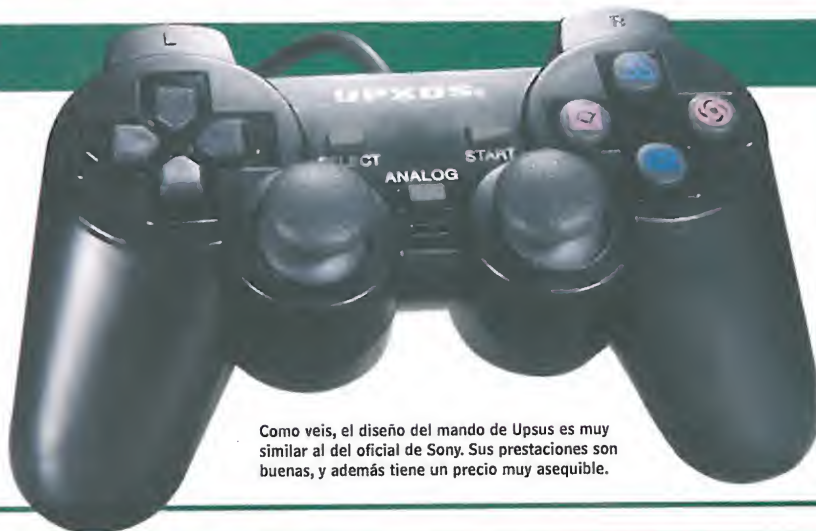 L
R
UPXUS.
SELECT
START
ANALOG
Como veis, el diseño del mando de Upsus es muy
similar al del oficial de Sony. Sus prestaciones son
buenas, y además tiene un precio muy asequible.